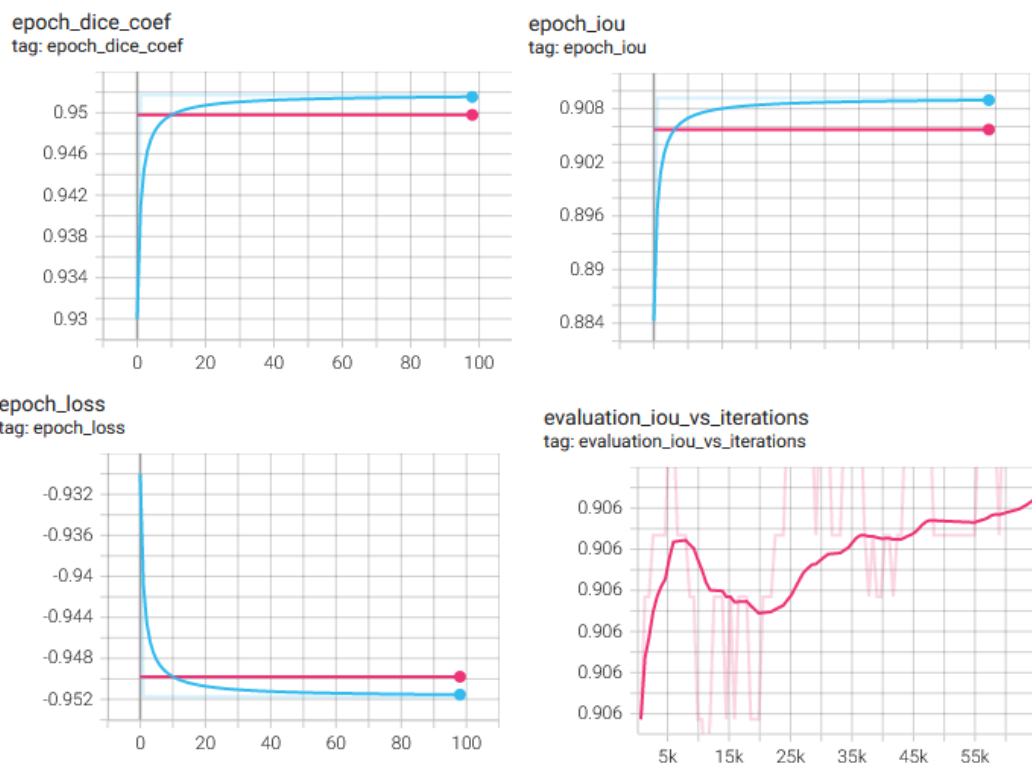 epoch_dice_coef
tag: epoch_dice_coef
0.95
0.946
0.942
0.938
0.934
0.93
0 20 40 60 80 100
epoch_iou
tag: epoch_iou
0.908
0.902
0.896
0.89
0.884
epoch_loss
tag: epoch_loss
-0.932
-0.936
-0.94
-0.944
-0.948
-0.952
0 20 40 60 80 100
evaluation_iou_vs_iterations
tag: evaluation_iou_vs_iterations
0.906
0.906
0.906
0.906
0.906
0.906
5k 15k 25k 35k 45k 55k